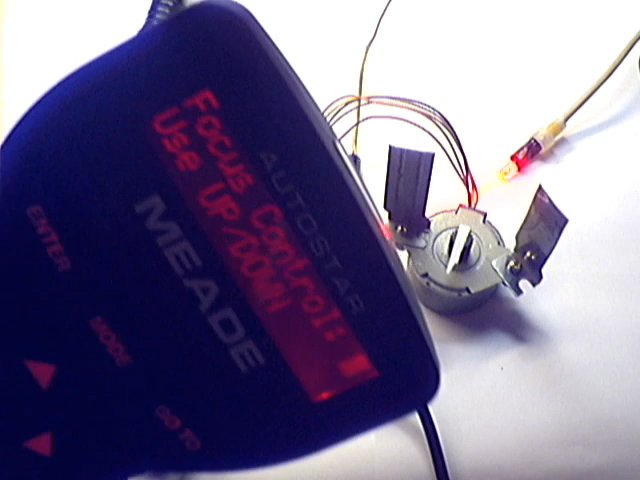 AUTOSTAR
Focus Control:
Use UP/DOWN
MEADE
ENTER
MODE
GO TO